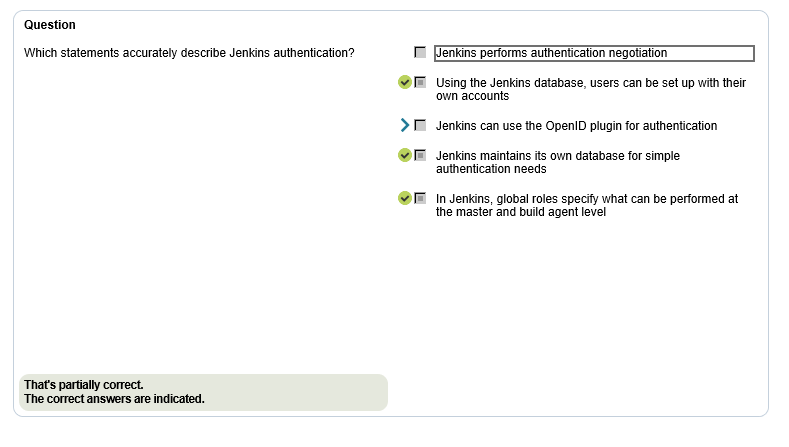 Question
Which statements accurately describe Jenkins authentication?
Jenkins performs authentication negotiation
Using the Jenkins database, users can be set up with their
own accounts
Jenkins can use the OpenID plugin for authentication
Jenkins maintains its own database for simple
authentication needs
In Jenkins, global roles specify what can be performed at
the master and build agent level
That's partially correct.
The correct answers are indicated.